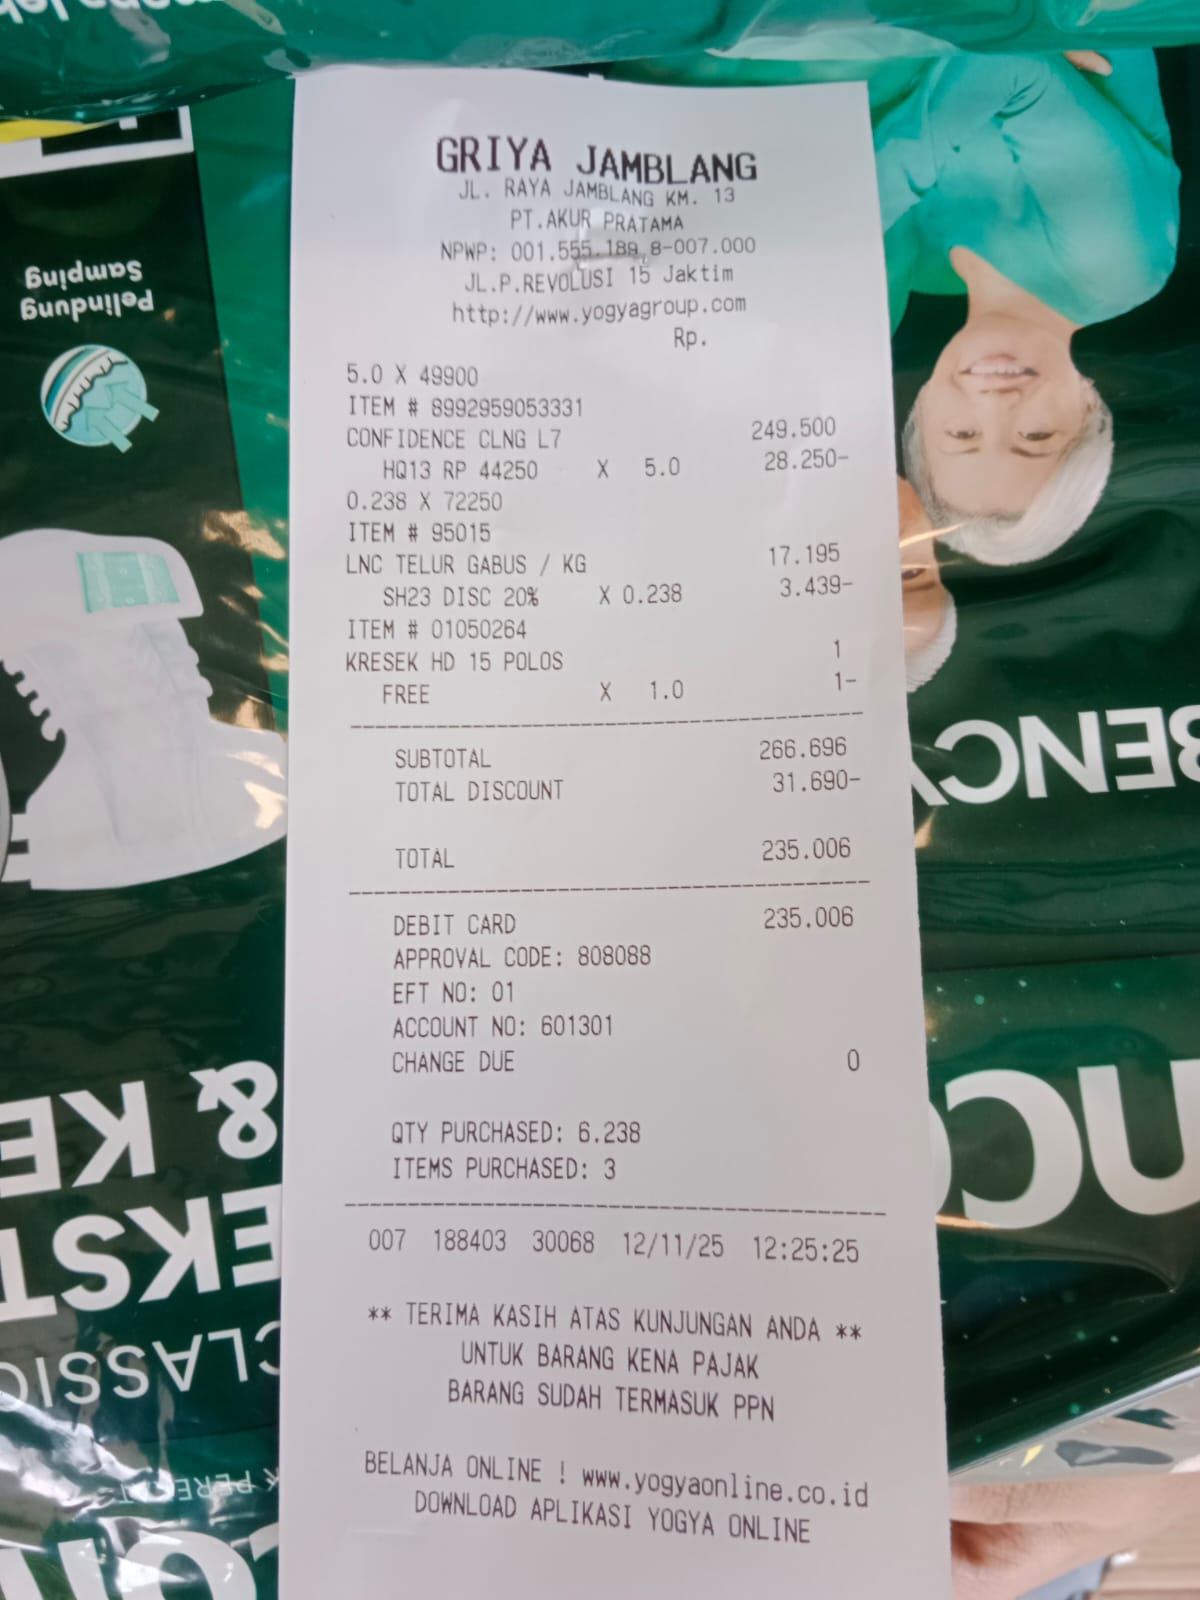 GRIYA JAMBLANG
JL. RAYA JAMBLANG KM. 13
PT.AKUR PRATAMA
NPWP: 001.555.189.8-007.000
JL.P.REVOLUSI 15 Jaktim
http://www.yogyagroup.com
Rp.
5.0 X 49900
ITEM # 8992959053331
CONFIDENCE CLNG L7 249.500
HQ13 RP 44250 X 5.0 28.250-
0.238 X 72250
ITEM # 95015
LNC TELUR GABUS / KG 17.195
SH23 DISC 20% X 0.238 3.439-
ITEM # 01050264
KRESEK HD 15 POLOS 1
FREE X 1.0 1-
SUBTOTAL 266.696
TOTAL DISCOUNT 31.690-
TOTAL 235.006
DEBIT CARD 235.006
APPROVAL CODE: 808088
EFT NO: 01
ACCOUNT NO: 601301
CHANGE DUE 0
QTY PURCHASED: 6.238
ITEMS PURCHASED: 3
007 188403 30068 12/11/25 12:25:25
** TERIMA KASIH ATAS KUNJUNGAN ANDA **
UNTUK BARANG KENA PAJAK
BARANG SUDAH TERMASUK PPN
BELANJA ONLINE ! www.yogyaonline.co.id
DOWNLOAD APLIKASI YOGYA ONLINE
Pelindung
Samping
CLASSIC
EKST
& KE